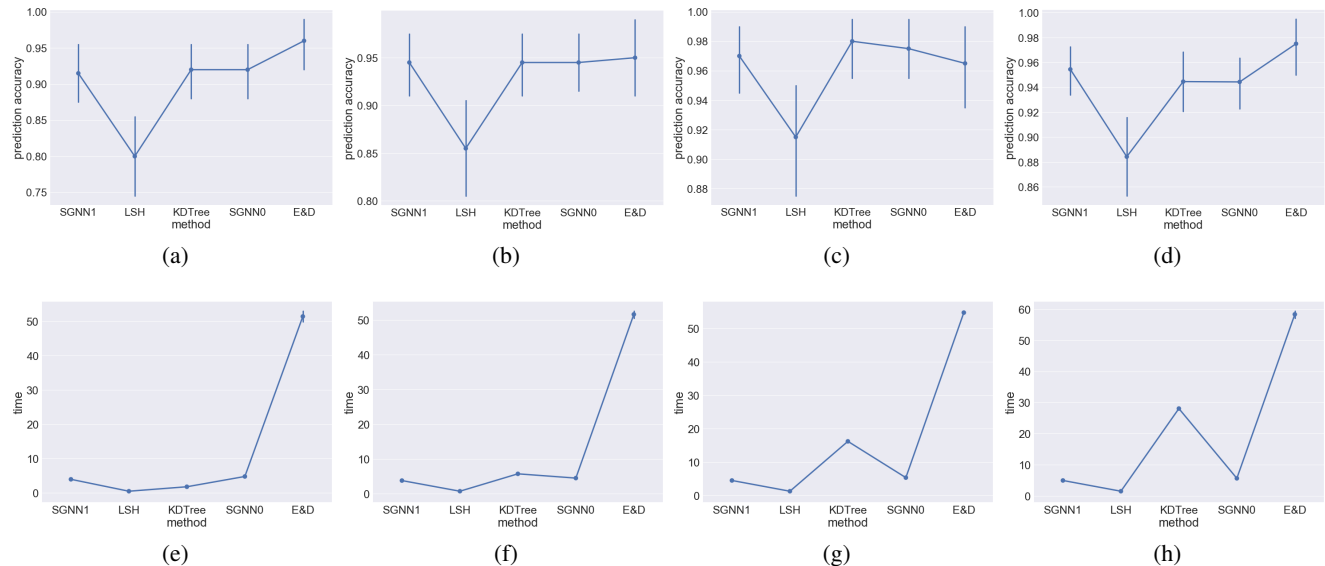 1.00
0.95
0.90
0.85
0.80
0.75
prediction accuracy
SGNN1 LSH KDTree SGNN0 E&D
method
(a)
0.95
0.90
0.85
0.80
prediction accuracy
SGNN1 LSH KDTree SGNN0 E&D
method
(b)
1.00
0.98
0.96
0.94
0.92
0.90
0.88
prediction accuracy
SGNN1 LSH KDTree SGNN0 E&D
method
(c)
1.00
0.98
0.96
0.94
0.92
0.90
0.88
0.86
prediction accuracy
SGNN1 LSH KDTree SGNN0 E&D
method
(d)
50
40
30
20
10
0
time
SGNN1 LSH KDTree SGNN0 E&D
method
(e)
50
40
30
20
10
0
time
SGNN1 LSH KDTree SGNN0 E&D
method
(f)
50
40
30
20
10
0
time
SGNN1 LSH KDTree SGNN0 E&D
method
(g)
60
50
40
30
20
10
0
time
SGNN1 LSH KDTree SGNN0 E&D
method
(h)